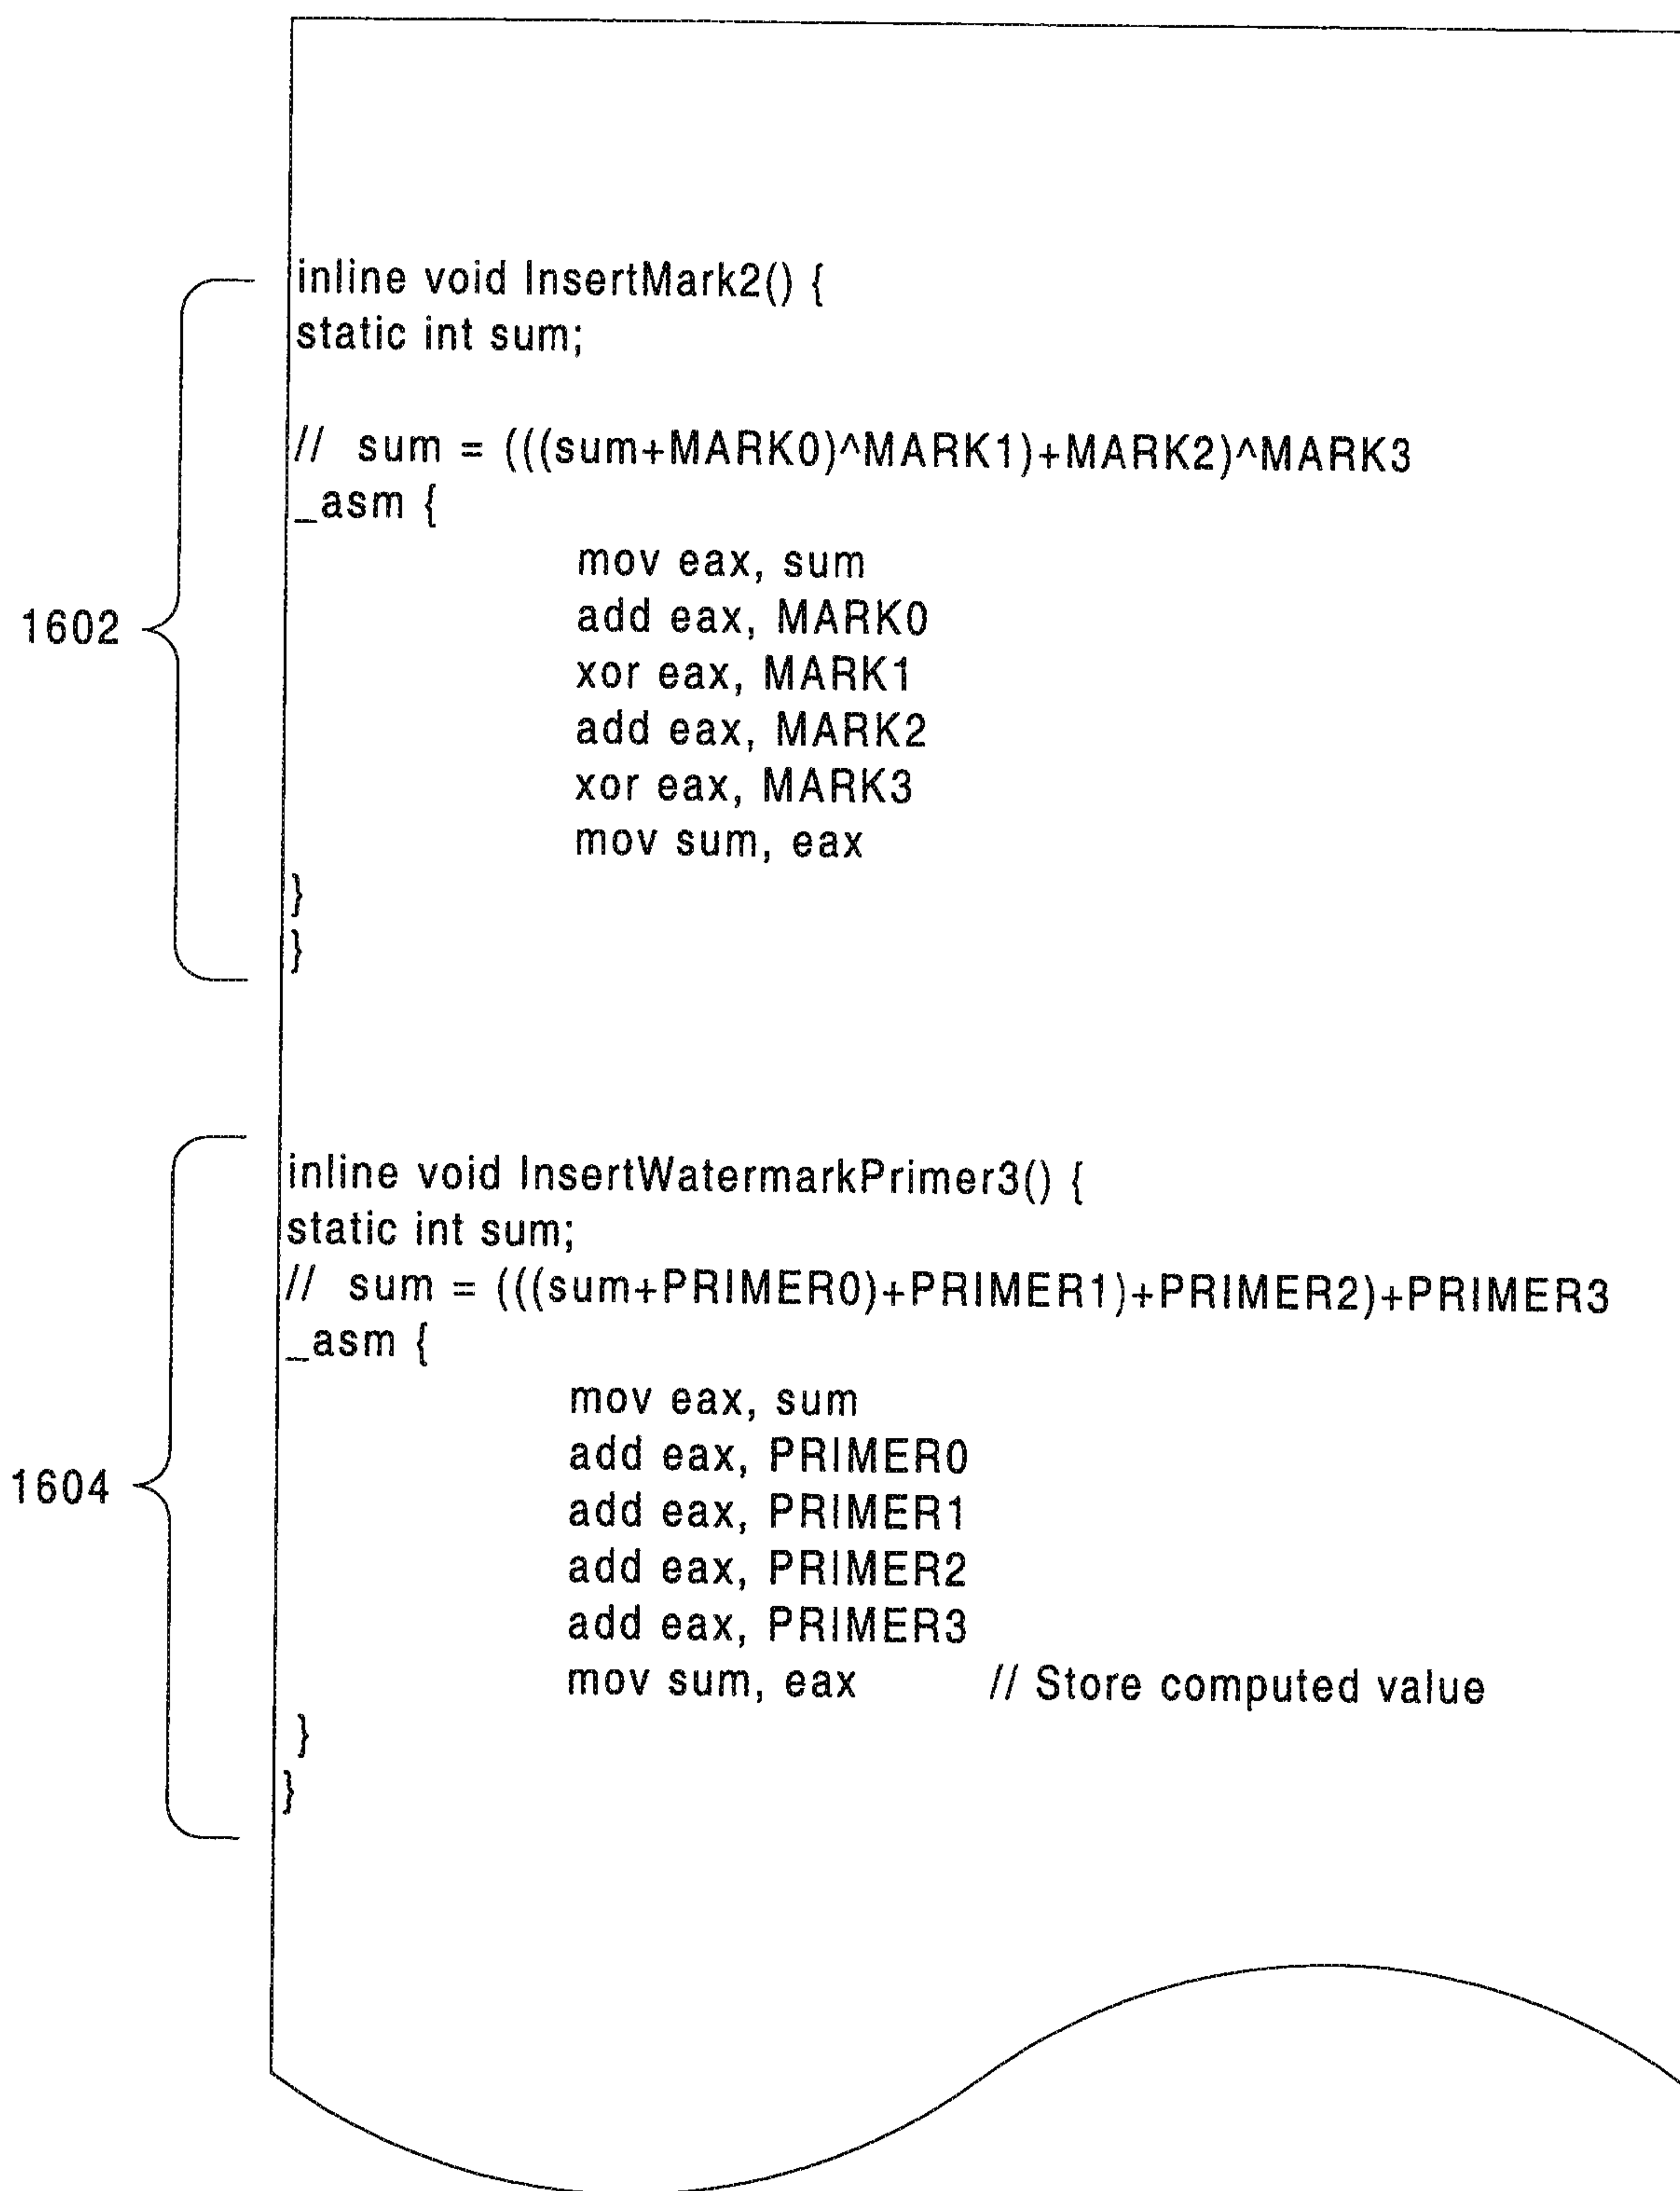 inline void InsertMark2() {
static int sum;
// sum = (((sum+MARK0)^MARK1)+MARK2)^MARK3
_asm {
mov eax, sum
add eax, MARK0
1602
xor eax, MARK1
add eax, MARK2
xor eax, MARK3
mov sum, eax
}
}
inline void InsertWatermarkPrimer3() {
static int sum;
// sum = (((sum+PRIMER0)+PRIMER1)+PRIMER2)+PRIMER3
_asm {
mov eax, sum
add eax, PRIMER0
1604
add eax, PRIMER1
add eax, PRIMER2
add eax, PRIMER3
mov sum, eax // Store computed value
}
}